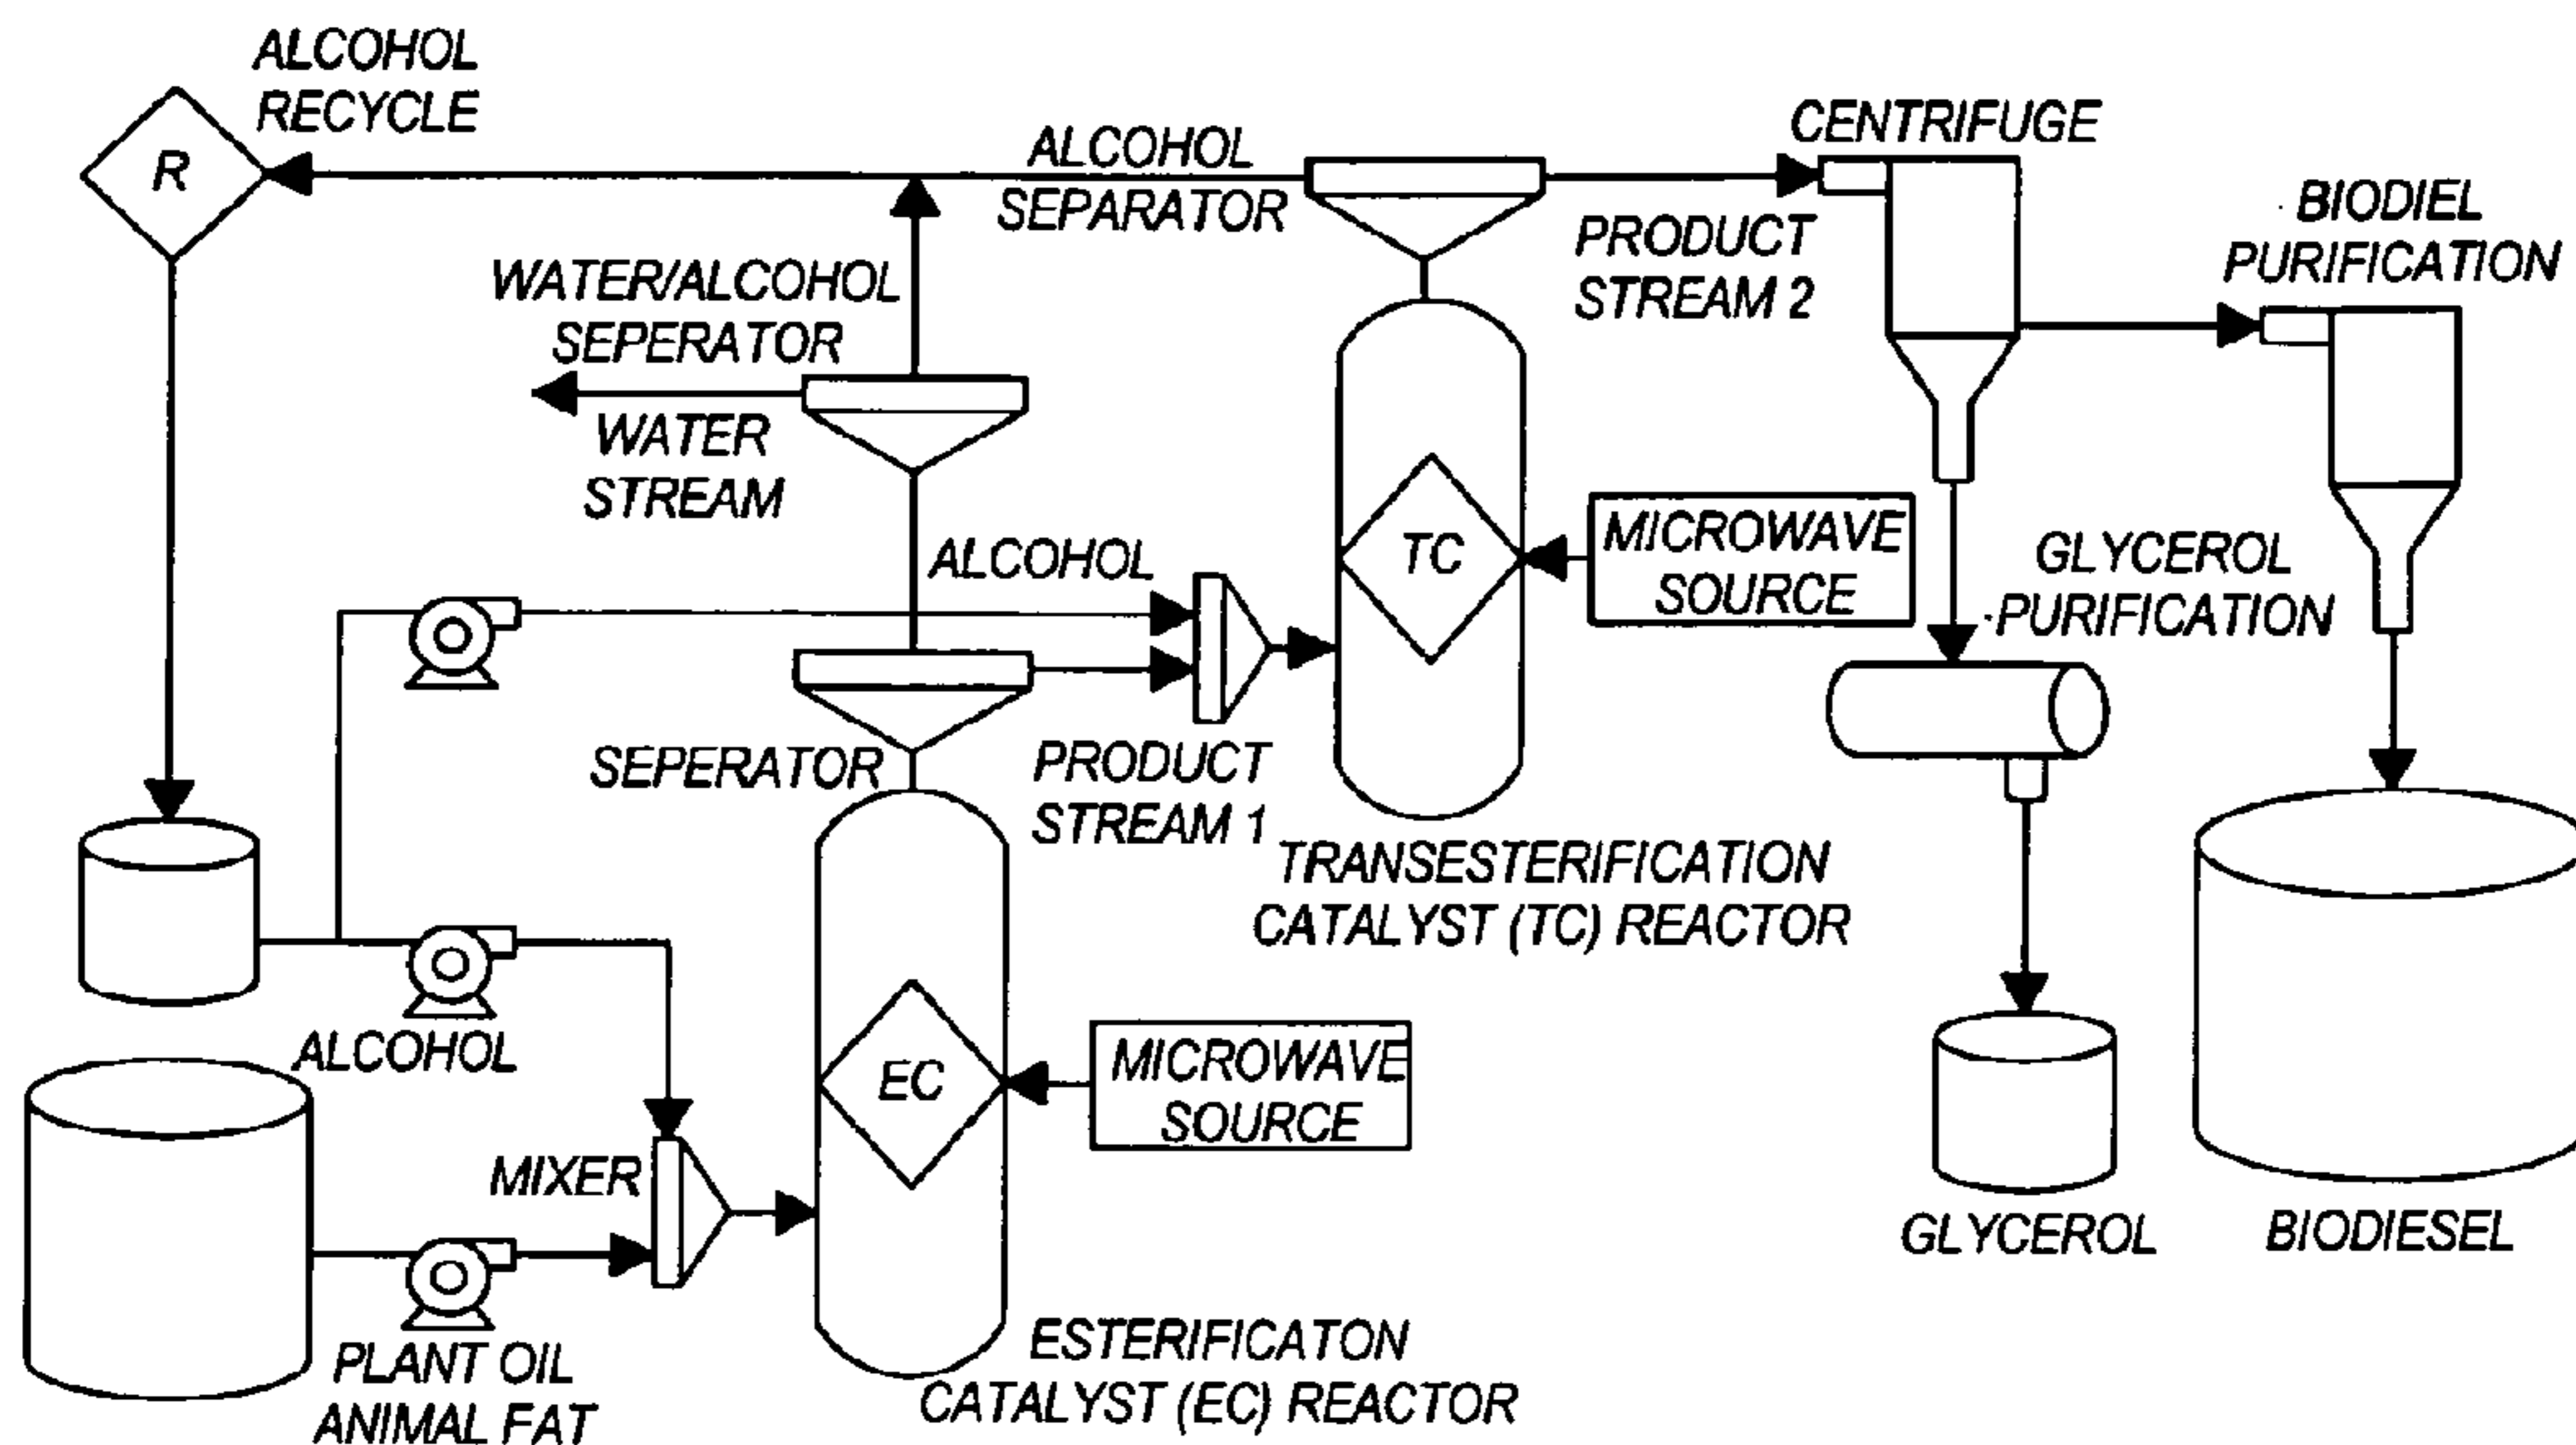 ALCOHOL
RECYCLE
R
ALCOHOL
SEPARATOR
CENTRIFUGE
PRODUCT
STREAM 2
BIODIEL
PURIFICATION
WATER/ALCOHOL
SEPERATOR
WATER
STREAM
ALCOHOL
TC
MICROWAVE
SOURCE
GLYCEROL
PURIFICATION
SEPERATOR
PRODUCT
STREAM 1
TRANSESTERIFICATION
CATALYST (TC) REACTOR
ALCOHOL
EC
MICROWAVE
SOURCE
MIXER
GLYCEROL
BIODIESEL
PLANT OIL
ANIMAL FAT
ESTERIFICATON
CATALYST (EC) REACTOR